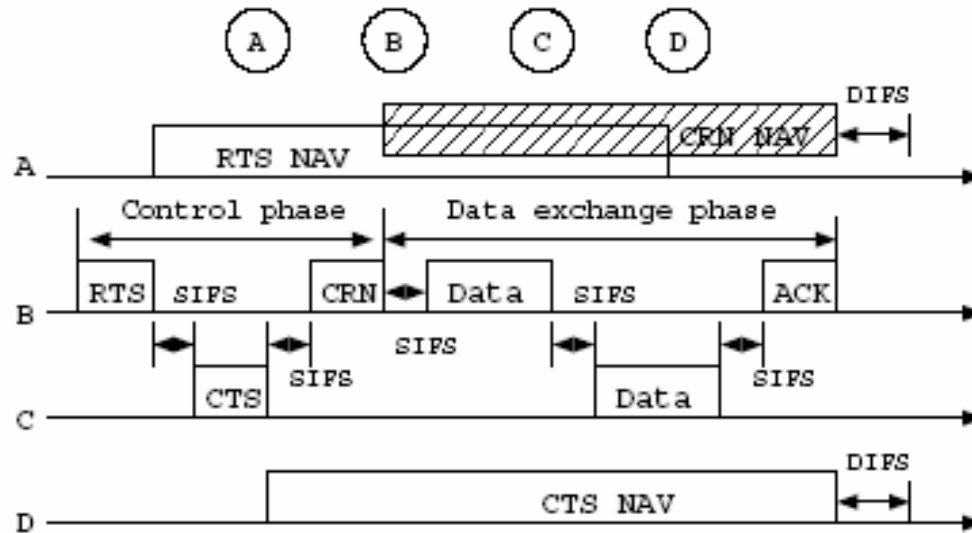 A B C D
DIFS
CRN NAV
RTS NAV
A
Control phase Data exchange phase
RTS SIFS CRN Data SIFS ACK
B
SIFS
SIFS SIFS
CTS Data
C
DIFS
CTS NAV
D